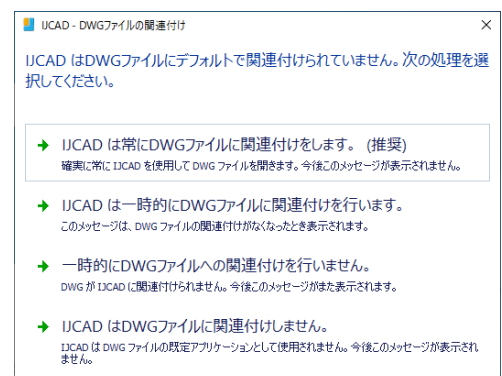 IJCAD - DWGファイルの関連付け
IJCAD はDWGファイルにデフォルトで関連付けられていません。次の処理を選
択してください。
IJCAD は常にDWGファイルに関連付けをします。 (推奨)
確実に常に IJCAD を使用して DWG ファイルを開きます。今後このメッセージが表示されません。
IJCAD は一時的にDWGファイルに関連付けを行います。
このメッセージは、DWG ファイルの関連付けがなくなったとき表示されます。
一時的にDWGファイルへの関連付けを行いません。
DWG が IJCAD に関連付けられません。今後このメッセージがまた表示されます。
IJCAD はDWGファイルに関連付けしません。
IJCAD は DWG ファイルの既定アプリケーションとして使用されません。今後このメッセージが表示され
ません。